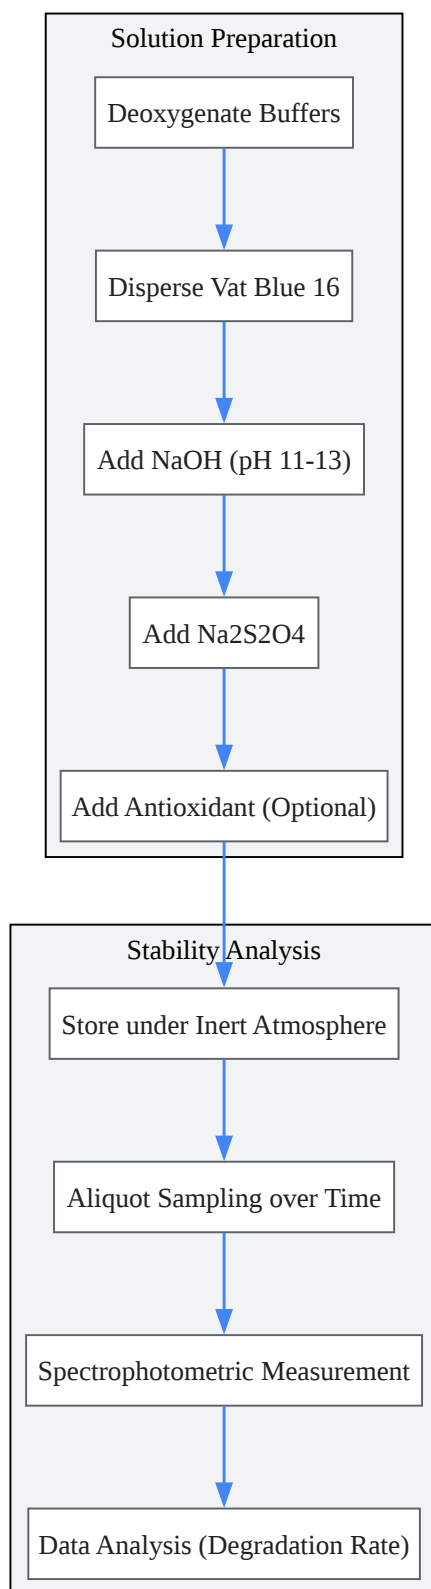 Solution Preparation
Deoxygenate Buffers
Disperse Vat Blue 16
Add NaOH (pH 11-13)
Add Na2S2O4
Add Antioxidant (Optional)
Stability Analysis
Store under Inert Atmosphere
Aliquot Sampling over Time
Spectrophotometric Measurement
Data Analysis (Degradation Rate)